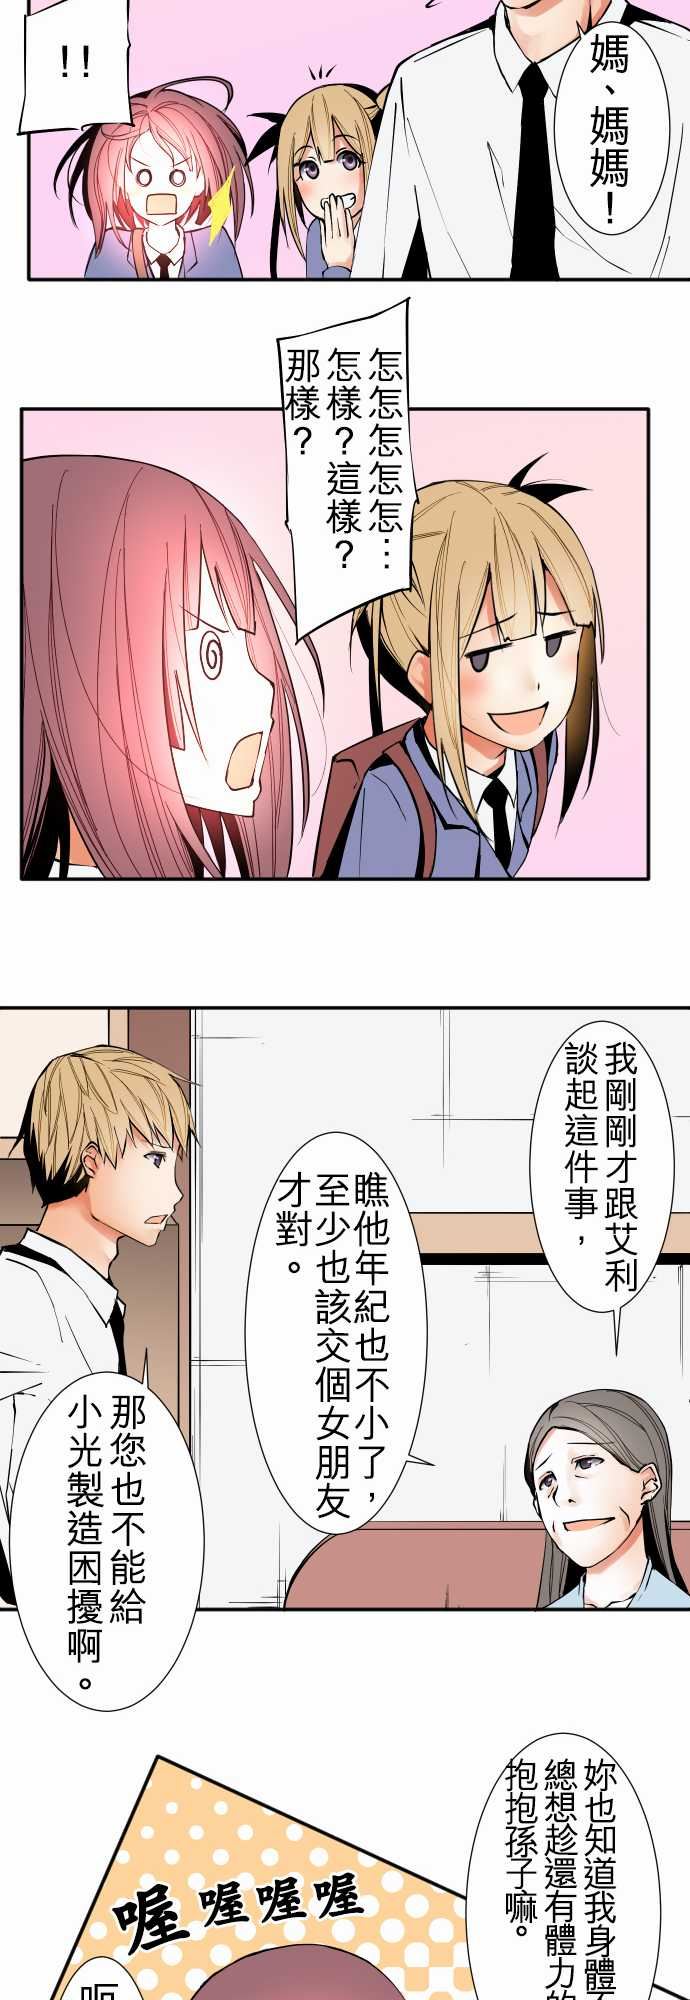 媽、媽媽！
！！
怎怎怎怎怎…
怎樣？這樣？
那樣？
我剛剛才跟艾利
談起這件事，
瞧他年紀也不小了，
至少也該交個女朋友
才對。
那您也不能給
小光製造困擾啊。
妳也知道我身體不
總想趁還有體力的
抱抱孫子嘛。
喔喔喔喔
呃